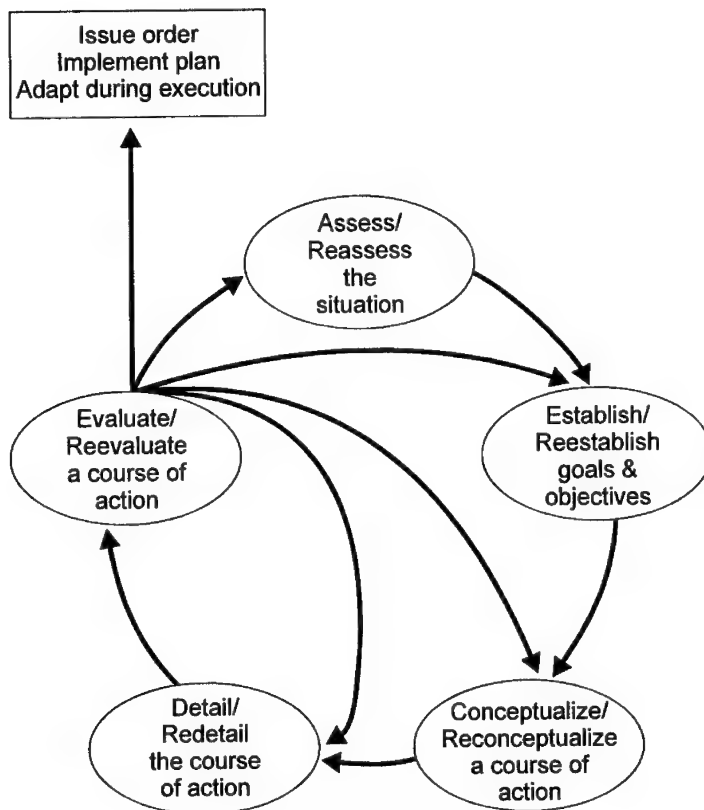 Issue order
Implement plan
Adapt during execution
Assess/
Reassess
the
situation
Evaluate/
Reevaluate
a course of
action
Establish/
Reestablish
goals &
objectives
Detail/
Redetail
the course
of action
Conceptualize/
Reconceptualize
a course of
action